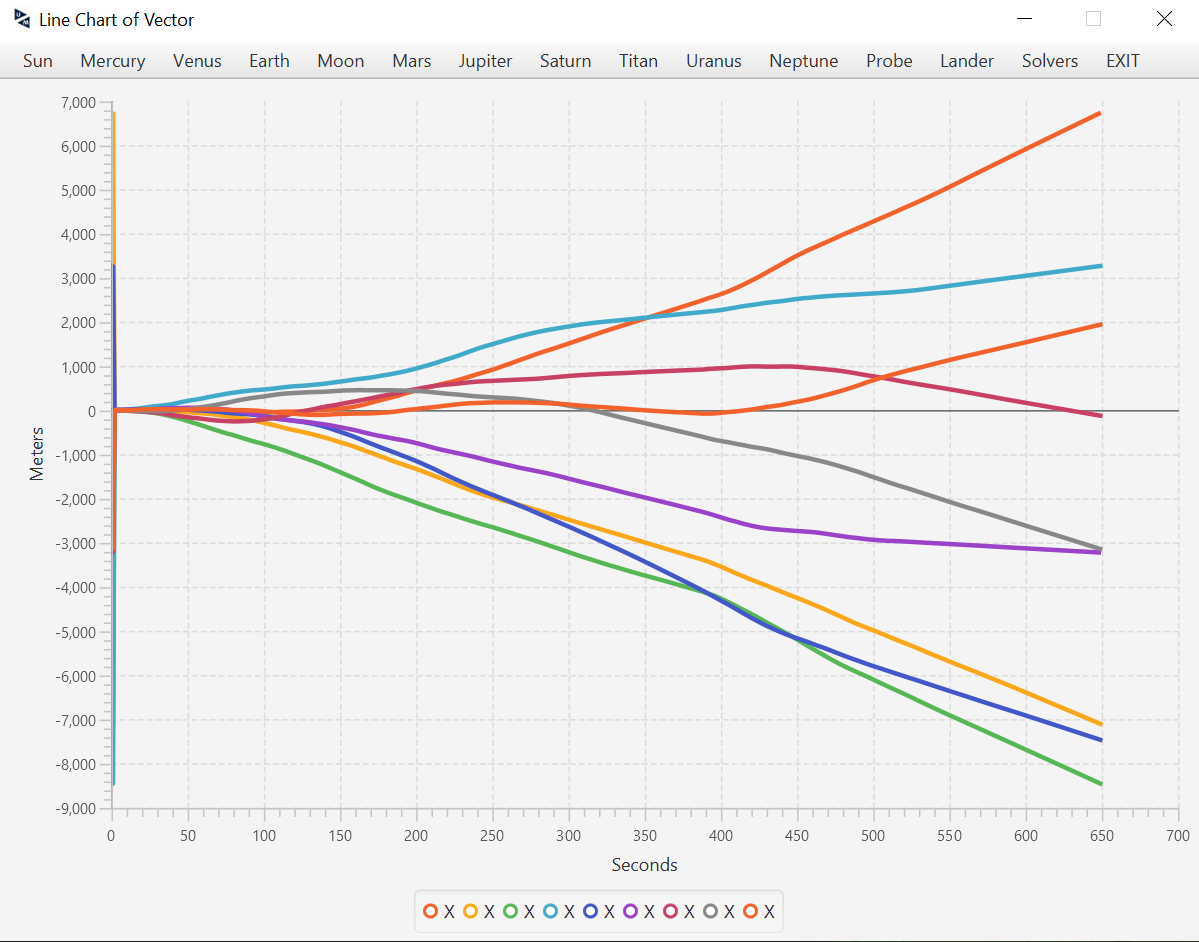 Line Chart of Vector
Sun Mercury Venus Earth Moon Mars Jupiter Saturn Titan Uranus Neptune Probe Lander Solvers EXIT
7,000
6,000
5,000
4,000
3,000
2,000
1,000
0
-1,000
-2,000
-3,000
-4,000
-5,000
-6,000
-7,000
-8,000
-9,000
Meters
0 50 100 150 200 250 300 350 400 450 500 550 600 650 700
Seconds
X X X X X X X X X